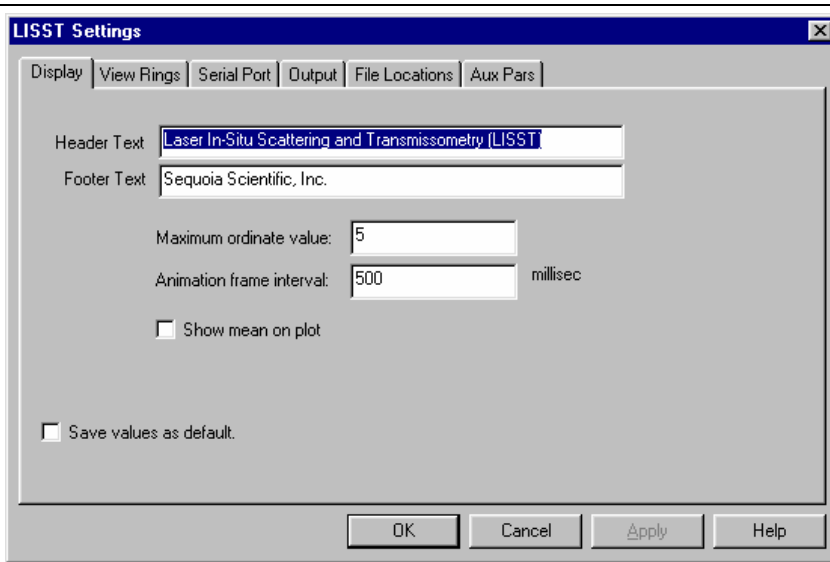 LISST Settings
Display View Rings Serial Port Output File Locations Aux Pars
Header Text Laser In-Situ Scattering and Transmissometry (LISST)
Footer Text Sequoia Scientific, Inc.
Maximum ordinate value: 5
Animation frame interval: 500 millisec
Show mean on plot
Save values as default.
OK Cancel Apply Help